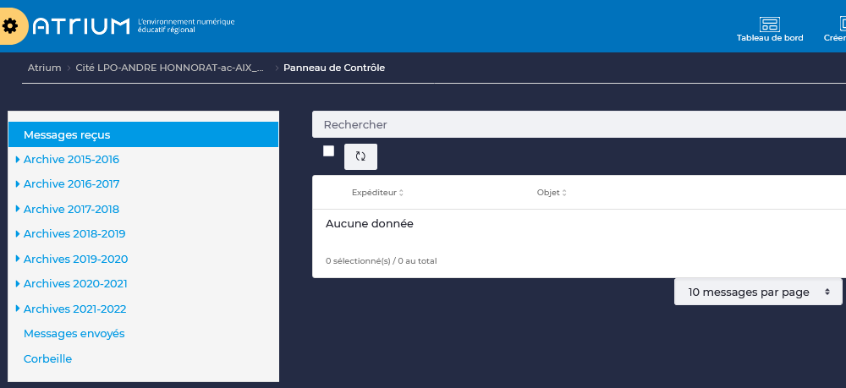 ATRIUM
L'environnement numérique
éducatif régional
Tableau de bord
Atrium > Cité LPO-ANDRE HONNORAT-ac-AIX_... > Panneau de Contrôle
Messages reçus
Archive 2015-2016
Archive 2016-2017
Archive 2017-2018
Archives 2018-2019
Archives 2019-2020
Archives 2020-2021
Archives 2021-2022
Messages envoyés
Corbeille
Rechercher
Expéditeur Objet
Aucune donnée
0 sélectionné(s) / 0 au total
10 messages par page